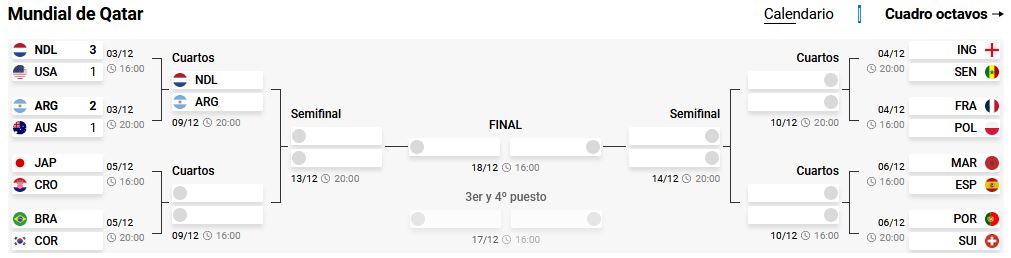 Mundial de Qatar
Calendario
Cuadro octavos →
NDL 3
USA 1
03/12
16:00
ARG 2
AUS 1
03/12
20:00
Cuartos
NDL
ARG
09/12 20:00
JAP
CRO
05/12
16:00
BRA
COR
05/12
20:00
Cuartos
09/12 16:00
Semifinal
13/12 20:00
FINAL
18/12 16:00
3er y 4º puesto
17/12 16:00
Semifinal
14/12 20:00
Cuartos
10/12 20:00
04/12
20:00
ING
SEN
04/12
16:00
FRA
POL
Cuartos
10/12 16:00
06/12
16:00
MAR
ESP
06/12
20:00
POR
SUI